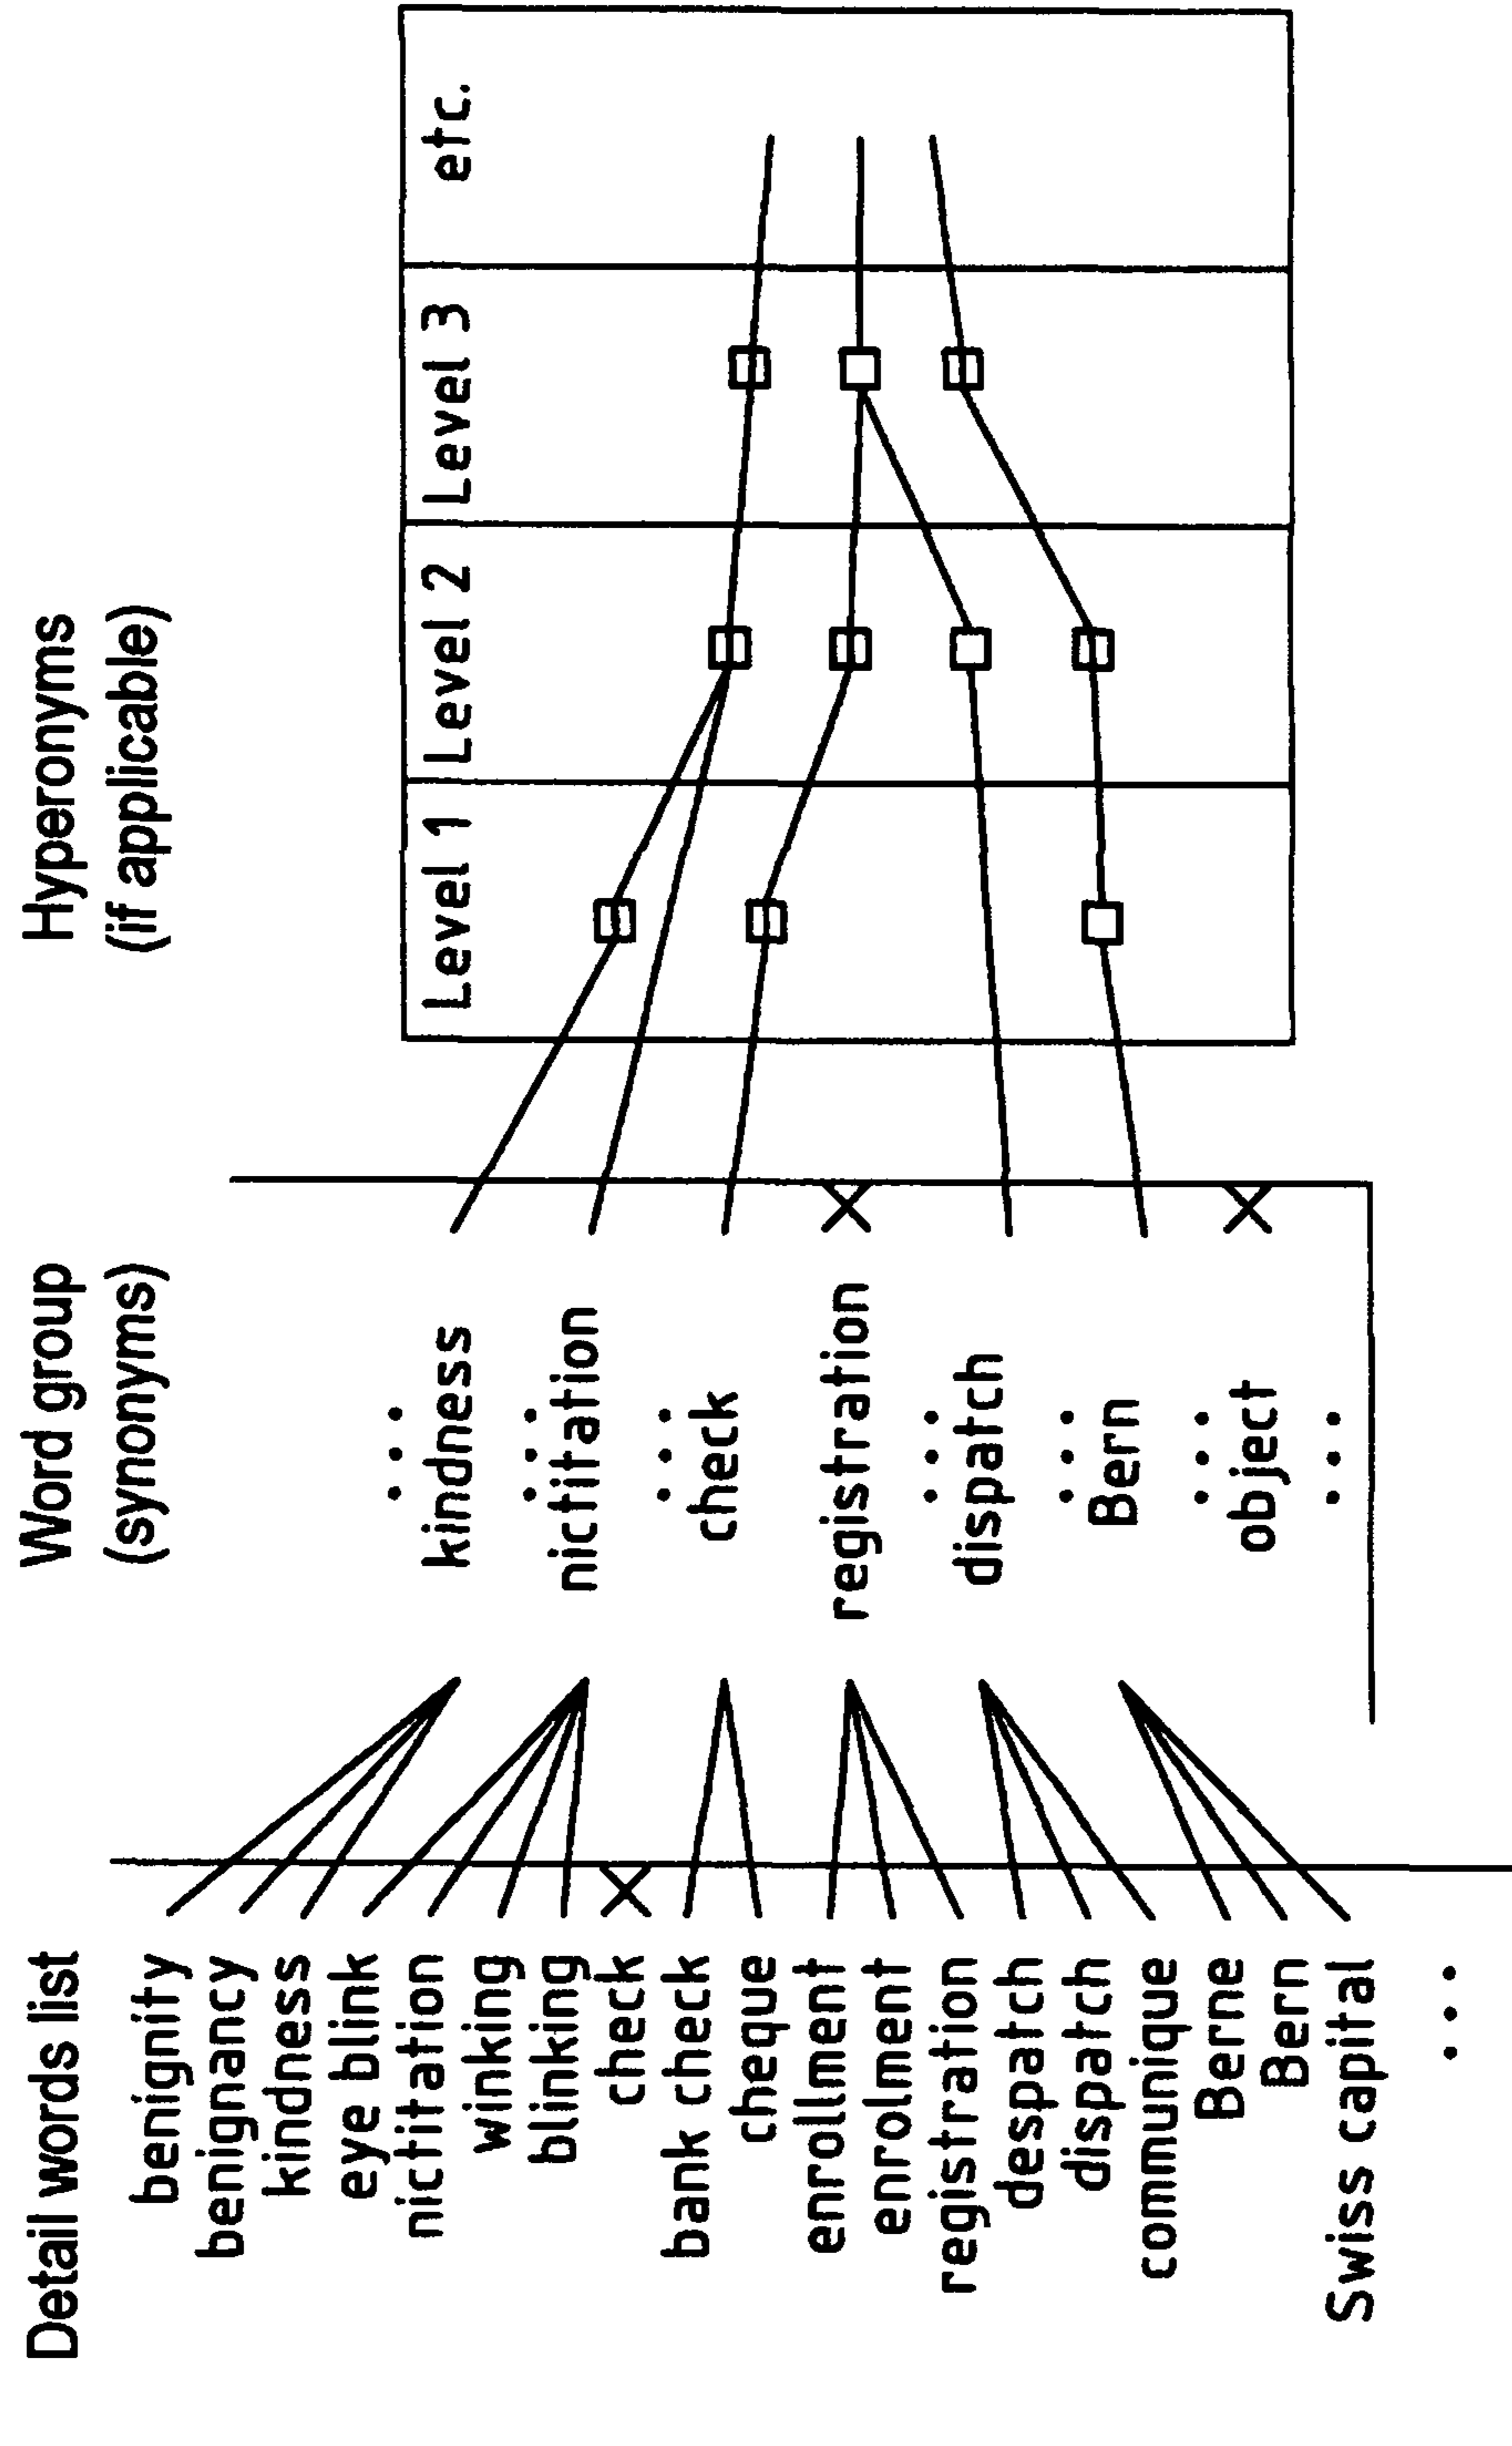 Detail words list
benignity
benignancy
kindness
eye blink
nictitation
winking
blinking
check
bank check
cheque
enrollment
enrolment
registration
despatch
dispatch
communique
Berne
Bern
Swiss capital
...
Word group
(synonyms)
...
kindness
...
nictitation
...
check
registration
...
dispatch
...
Bern
...
object
...
Hyperonyms
(if applicable)
Level 1
Level 2
Level 3
etc.